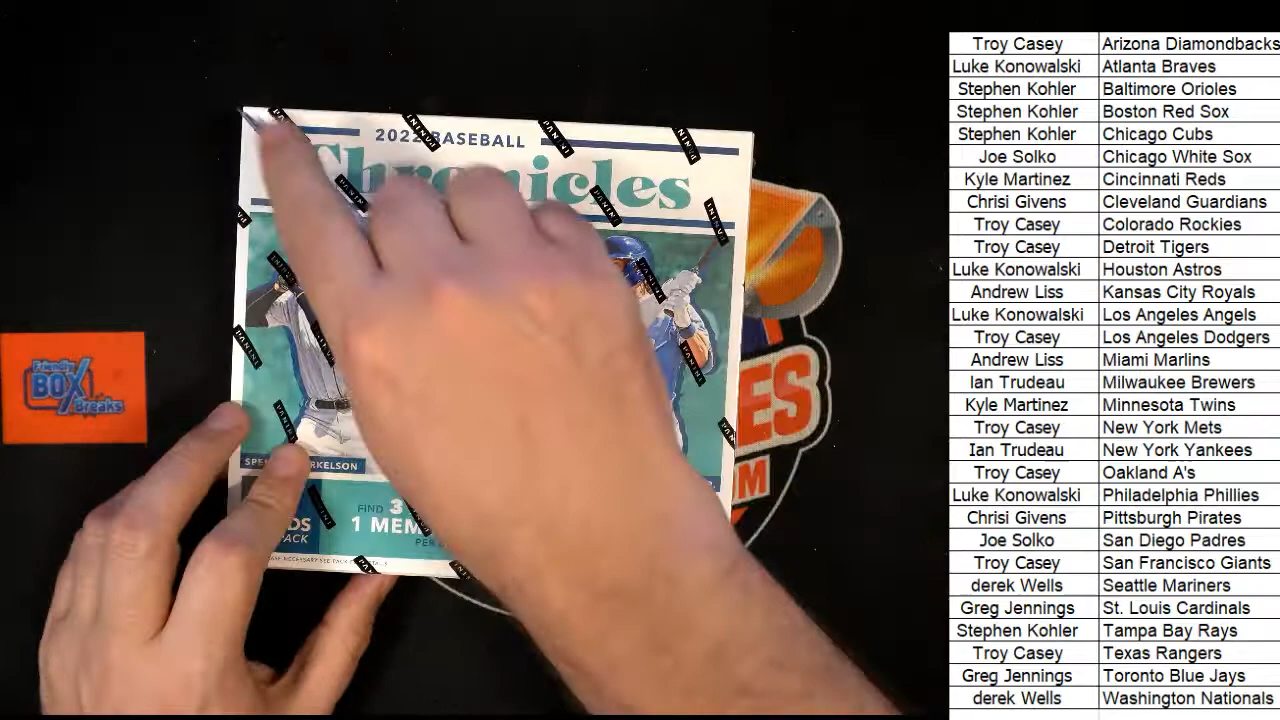 2022 BASEBALL
Chronicles
PANINI
Friendly
BOX
Breaks
1 MEM
FIND 3
Troy Casey Arizona Diamondbacks
Luke Konowalski Atlanta Braves
Stephen Kohler Baltimore Orioles
Stephen Kohler Boston Red Sox
Stephen Kohler Chicago Cubs
Joe Solko Chicago White Sox
Kyle Martinez Cincinnati Reds
Chrisi Givens Cleveland Guardians
Troy Casey Colorado Rockies
Troy Casey Detroit Tigers
Luke Konowalski Houston Astros
Andrew Liss Kansas City Royals
Luke Konowalski Los Angeles Angels
Troy Casey Los Angeles Dodgers
Andrew Liss Miami Marlins
Ian Trudeau Milwaukee Brewers
Kyle Martinez Minnesota Twins
Troy Casey New York Mets
Ian Trudeau New York Yankees
Troy Casey Oakland A's
Luke Konowalski Philadelphia Phillies
Chrisi Givens Pittsburgh Pirates
Joe Solko San Diego Padres
Troy Casey San Francisco Giants
derek Wells Seattle Mariners
Greg Jennings St. Louis Cardinals
Stephen Kohler Tampa Bay Rays
Troy Casey Texas Rangers
Greg Jennings Toronto Blue Jays
derek Wells Washington Nationals